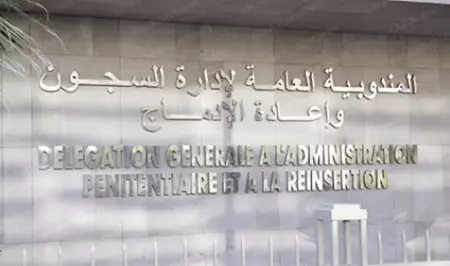 المندوبية العامة لإدارة السجون
وإعادة الإدماج
DELEGATION GENERALE A L'ADMINISTRATION
PENITENTIAIRE ET A LA REINSERTION